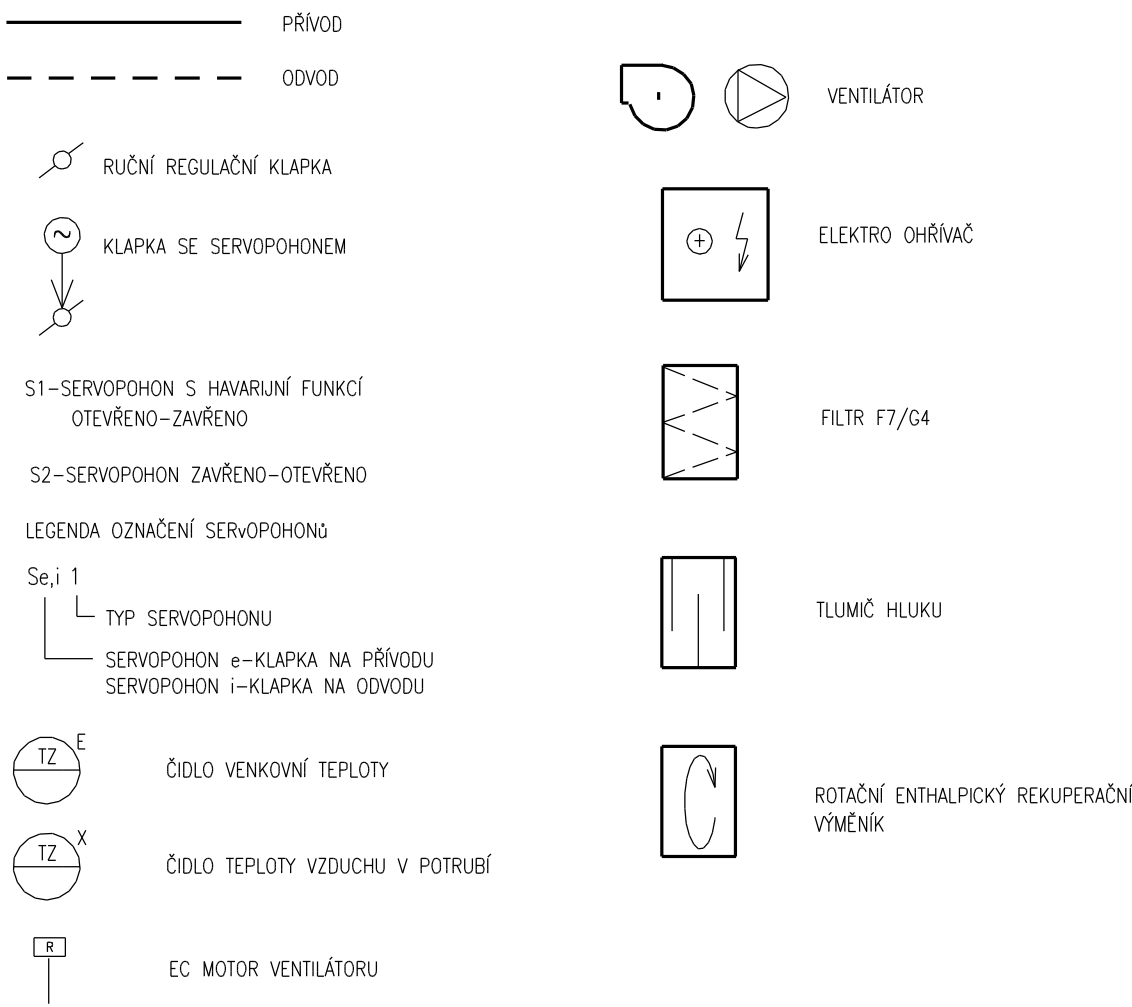 PŘÍVOD
ODVOD
RUČNÍ REGULAČNÍ KLAPKA
~
KLAPKA SE SERVOPOHONEM
S1-SERVOPOHON S HAVARIJNÍ FUNKCÍ
OTEVŘENO-ZAVŘENO
S2-SERVOPOHON ZAVŘENO-OTEVŘENO
LEGENDA OZNAČENÍ SERvOPOHONů
Se,i 1
TYP SERVOPOHONU
SERVOPOHON e-KLAPKA NA PŘÍVODU
SERVOPOHON i-KLAPKA NA ODVODU
TZ E
ČIDLO VENKOVNÍ TEPLOTY
TZ X
ČIDLO TEPLOTY VZDUCHU V POTRUBÍ
R
EC MOTOR VENTILÁTORU
VENTILÁTOR
+
ELEKTRO OHŘÍVAČ
FILTR F7/G4
TLUMIČ HLUKU
ROTAČNÍ ENTHALPICKÝ REKUPERAČNÍ
VÝMĚNÍK